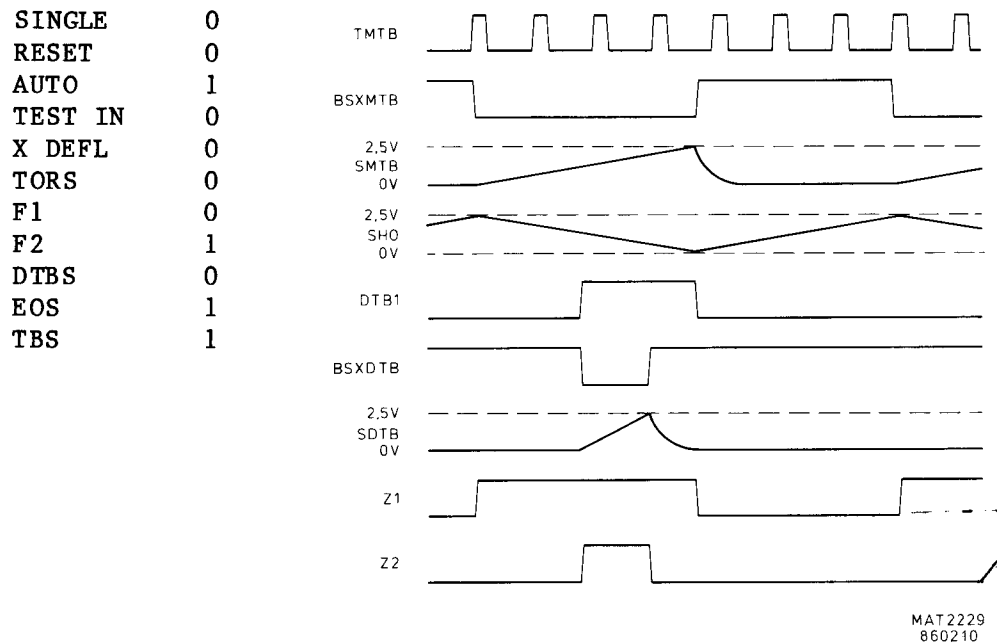 SINGLE 0
RESET 0
AUTO 1
TEST IN 0
X DEFL 0
TORS 0
F1 0
F2 1
DTBS 0
EOS 1
TBS 1
TMTB
BSXMTB
2,5V
SMTB
0V
2,5V
SHO
0V
DTB1
BSXDTB
2,5V
SDTB
0V
Z1
Z2
MAT2229
860210